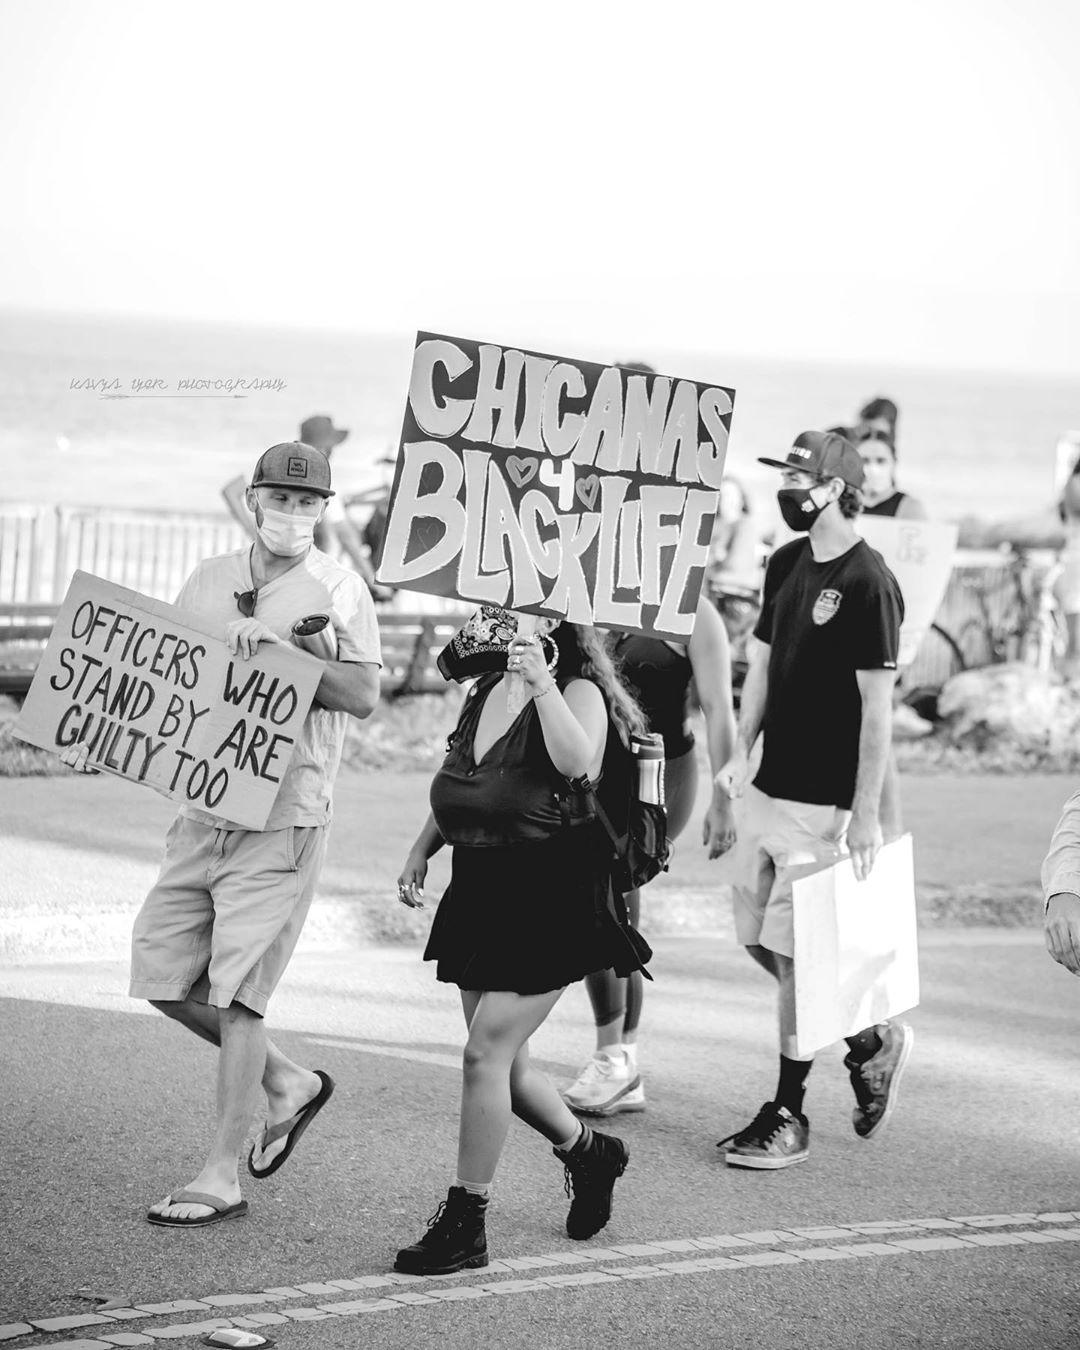 CHICANAS
4
BLACK LIFE
OFFICERS WHO
STAND BY ARE
GUILTY TOO